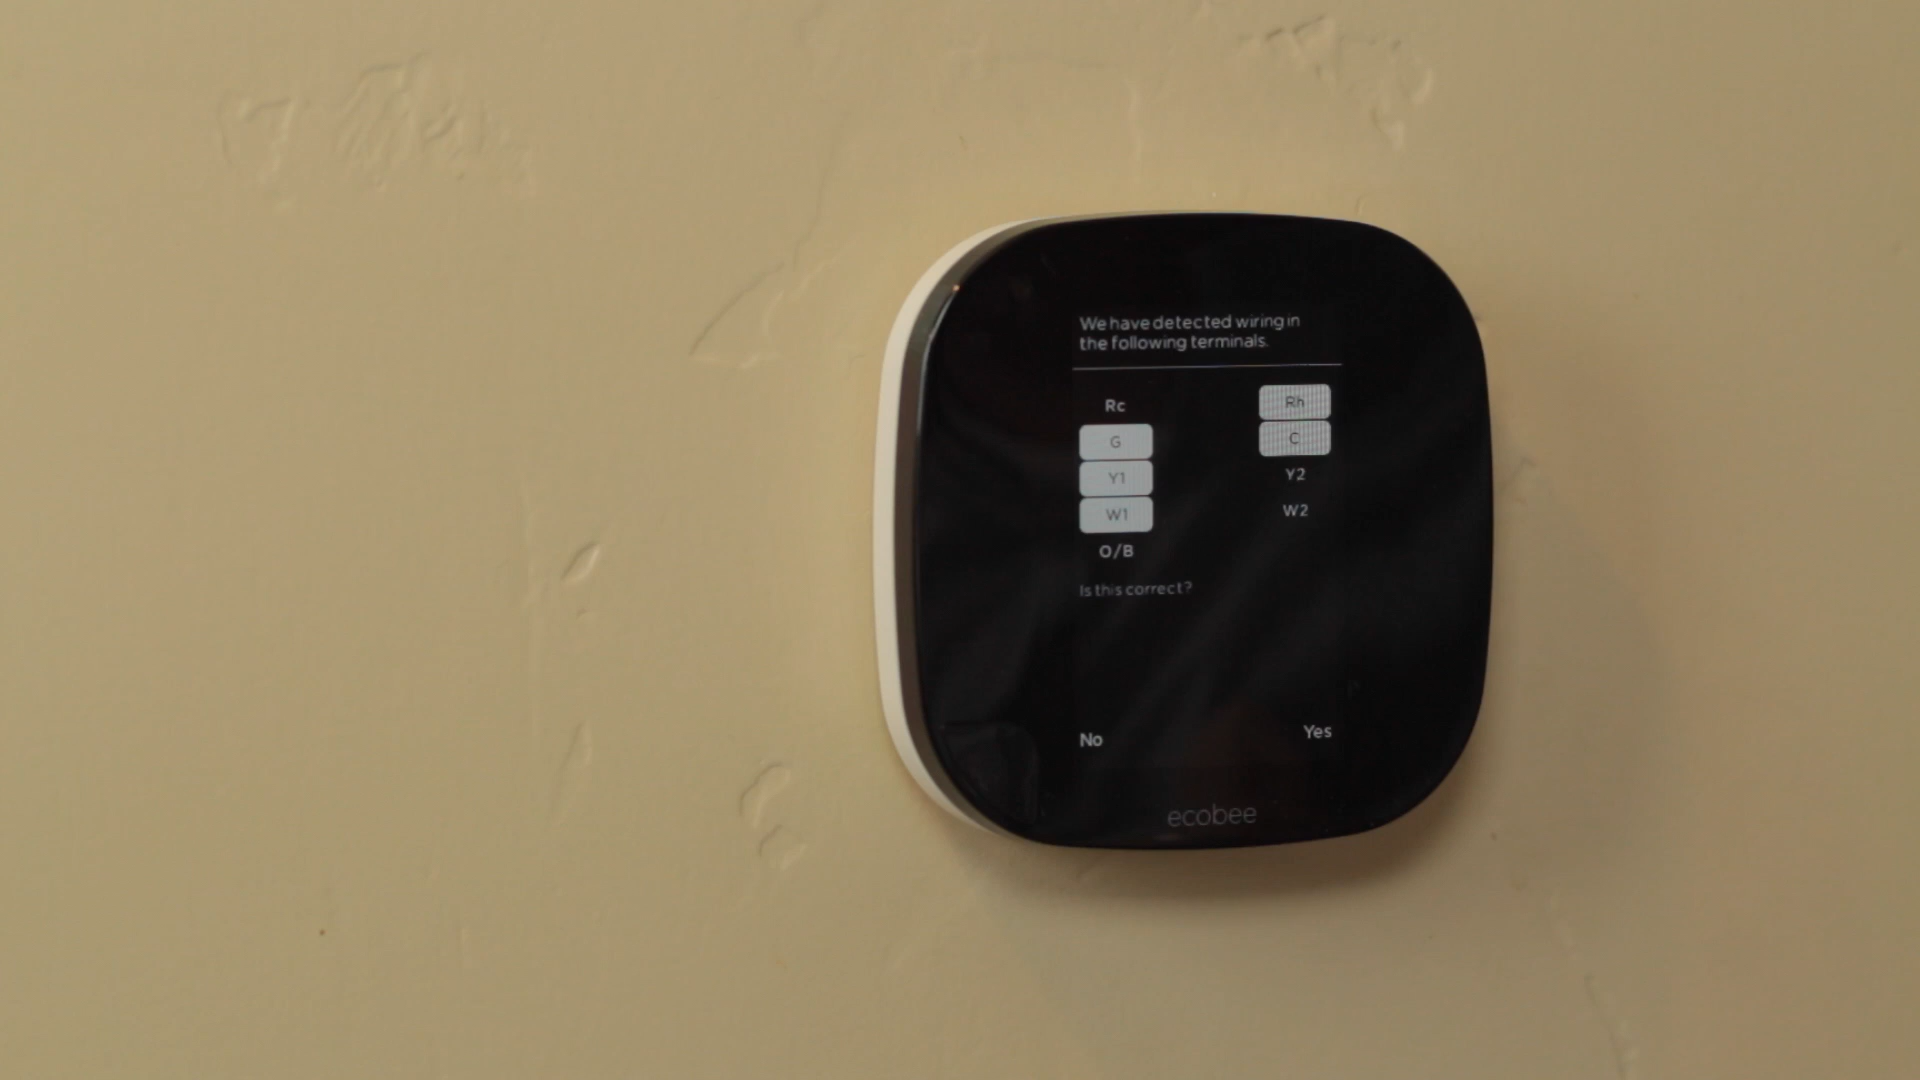 We have detected wiring in
the following terminals.
Rc
Rh
G
C
Y1
Y2
W1
W2
O/B
Is this correct?
No
Yes
ecobee